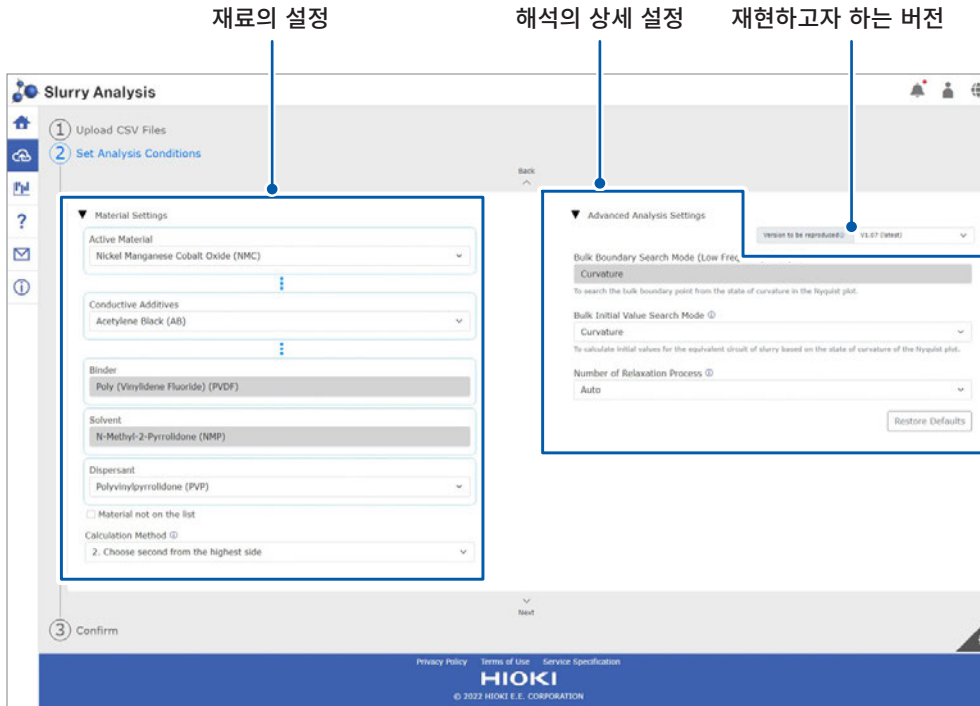 재료의 설정
해석의 상세 설정
재현하고자 하는 버전
Slurry Analysis
1 Upload CSV Files
2 Set Analysis Conditions
Back
▼ Material Settings
Active Material
Nickel Manganese Cobalt Oxide (NMC)
Conductive Additives
Acetylene Black (AB)
Binder
Poly (Vinylidene Fluoride) (PVDF)
Solvent
N-Methyl-2-Pyrrolidone (NMP)
Dispersant
Polyvinylpyrrolidone (PVP)
Material not on the list
Calculation Method ⓘ
2. Choose second from the highest side
▼ Advanced Analysis Settings
Version to be reproduced ⓘ V1.07 (latest)
Bulk Boundary Search Mode (Low
Curvature
To search the bulk boundary point from the state of curvature in the Nyquist plot.
Bulk Initial Value Search Mode ⓘ
Curvature
To calculate initial values for the equivalent circuit of slurry based on the state of curvature of the Nyquist plot.
Number of Relaxation Process ⓘ
Auto
Restore Defaults
Next
3 Confirm
Privacy Policy Terms of Use Service Specification
HIOKI
© 2022 HIOKI E.E. CORPORATION